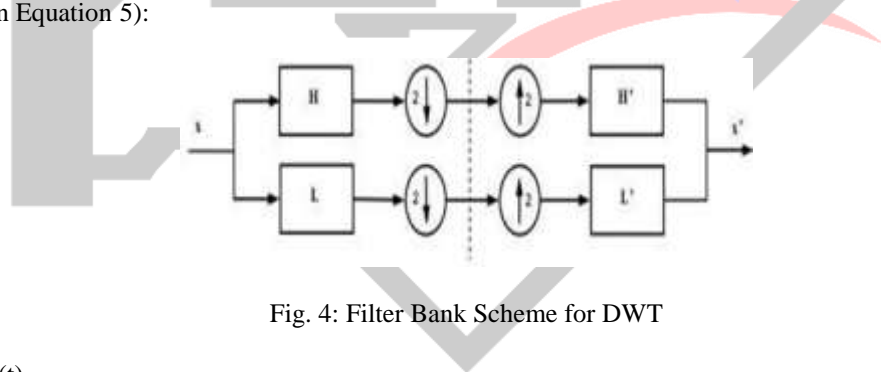 n Equation 5):
H 2 2 H'
x x'
L 2 2 L'
Fig. 4: Filter Bank Scheme for DWT
(t)